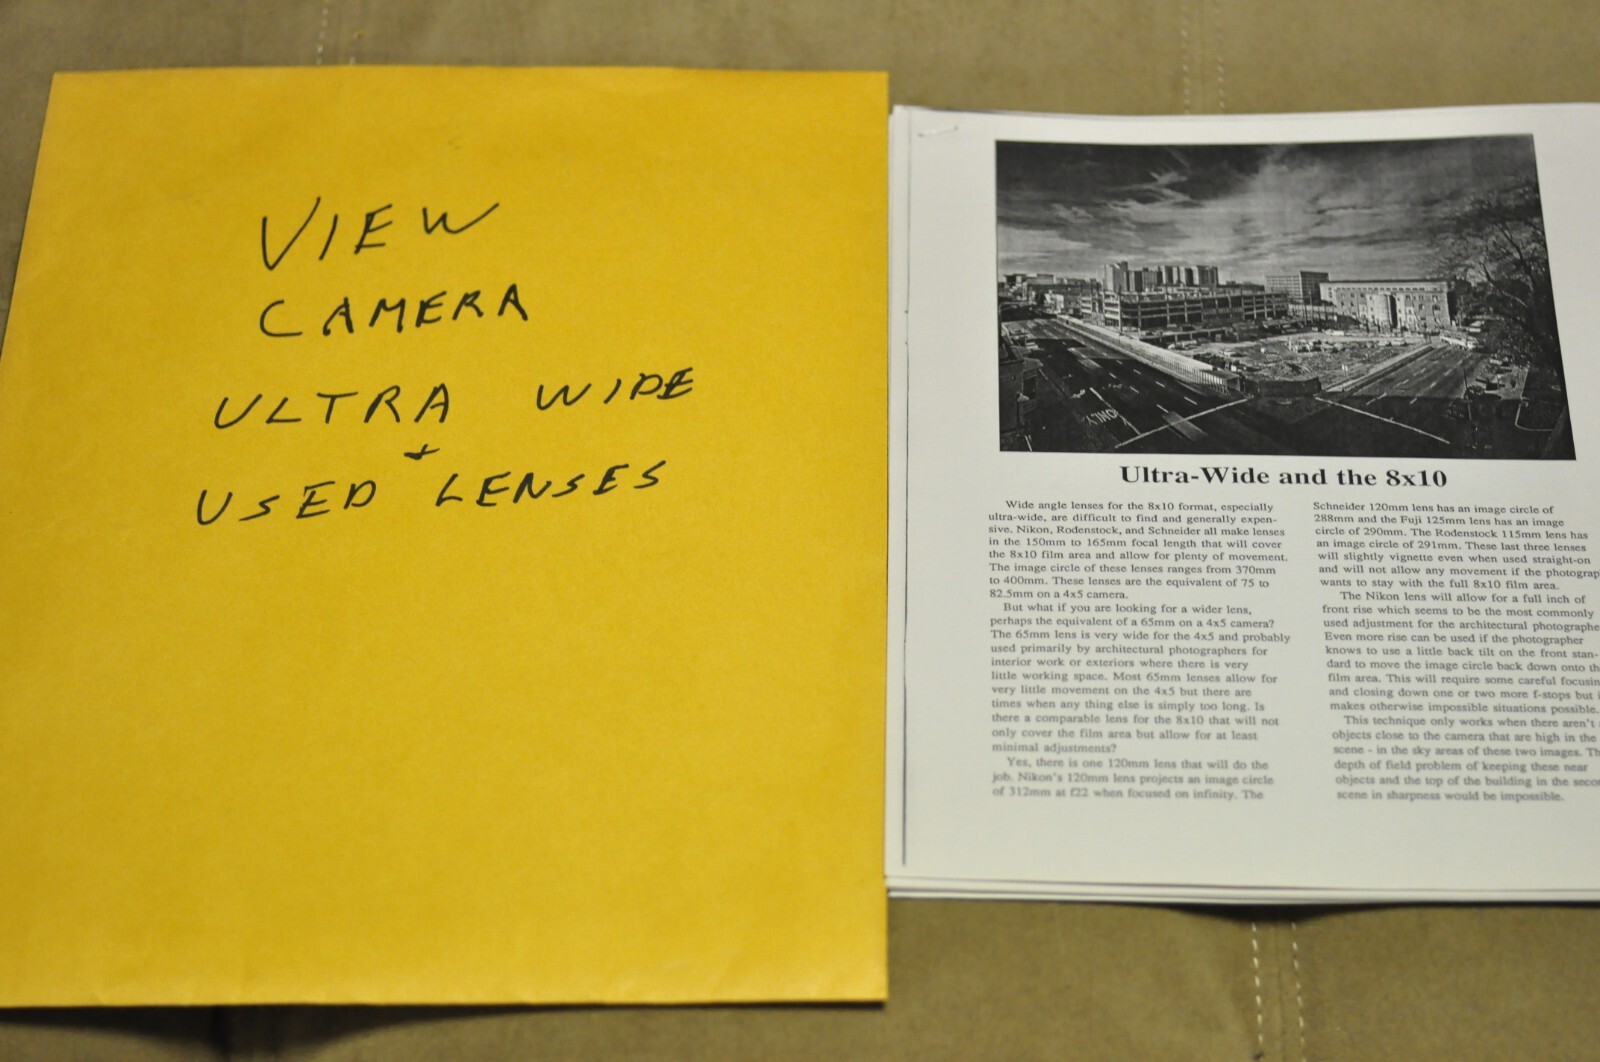 VIEW
CAMERA
ULTRA WIDE
+
USED LENSES
ONLY
Ultra-Wide and the 8x10
Wide angle lenses for the 8x10 format, especially
ultra-wide, are difficult to find and generally expen-
sive. Nikon, Rodenstock, and Schneider all make lenses
in the 150mm to 165mm focal length that will cover
the 8x10 film area and allow for plenty of movement.
The image circle of these lenses ranges from 370mm
to 400mm. These lenses are the equivalent of 75 to
82.5mm on a 4x5 camera.
But what if you are looking for a wider lens,
perhaps the equivalent of a 65mm on a 4x5 camera?
The 65mm lens is very wide for the 4x5 and probably
used primarily by architectural photographers for
interior work or exteriors where there is very
little working space. Most 65mm lenses allow for
very little movement on the 4x5 but there are
times when any thing else is simply too long. Is
there a comparable lens for the 8x10 that will not
only cover the film area but allow for at least
minimal adjustments?
Yes, there is one 120mm lens that will do the
job. Nikon's 120mm lens projects an image circle
of 312mm at f22 when focused on infinity. The
Schneider 120mm lens has an image circle of
288mm and the Fuji 125mm lens has an image
circle of 290mm. The Rodenstock 115mm lens has
an image circle of 291mm. These last three lenses
will slightly vignette even when used straight-on
and will not allow any movement if the photograp
wants to stay with the full 8x10 film area.
The Nikon lens will allow for a full inch of
front rise which seems to be the most commonly
used adjustment for the architectural photographe
Even more rise can be used if the photographer
knows to use a little back tilt on the front stan-
dard to move the image circle back down onto th
film area. This will require some careful focusin
and closing down one or two more f-stops but i
makes otherwise impossible situations possible.
This technique only works when there aren't
objects close to the camera that are high in the
scene - in the sky areas of these two images. Th
depth of field problem of keeping these near
objects and the top of the building in the seco
scene in sharpness would be impossible.